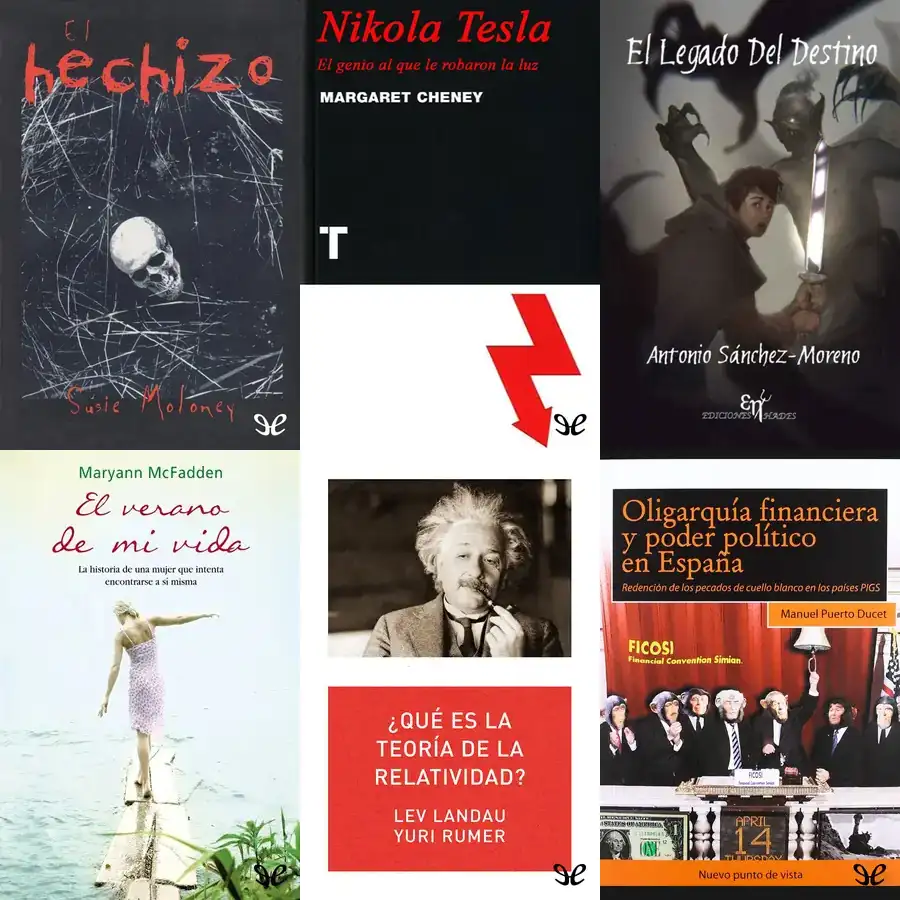 El
hechizo
Susie Moloney
Nikola Tesla
El genio al que le robaron la luz
MARGARET CHENEY
T
El Legado Del Destino
Antonio Sánchez-Moreno
EDICIONES HADES
Maryann McFadden
El verano
de mi vida
La historia de una mujer que intenta
encontrarse a sí misma
¿QUÉ ES LA
TEORÍA DE LA
RELATIVIDAD?
LEV LANDAU
YURI RUMER
Oligarquía financiera
y poder político
en España
Redención de los pecados de cuello blanco en los países PIGS
Manuel Puerto Ducet
FICOSI
Financial Convention Simian.
FICOSI
APRIL
14
THURSDAY
Nuevo punto de vista